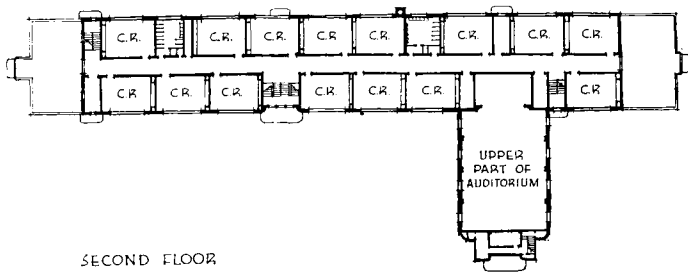 C.R. C.R. C.R. C.R. C.R. C.R. C.R. C.R.
C.R. C.R. C.R. C.R. C.R. C.R. C.R
UPPER
PART OF
AUDITORIUM
SECOND FLOOR